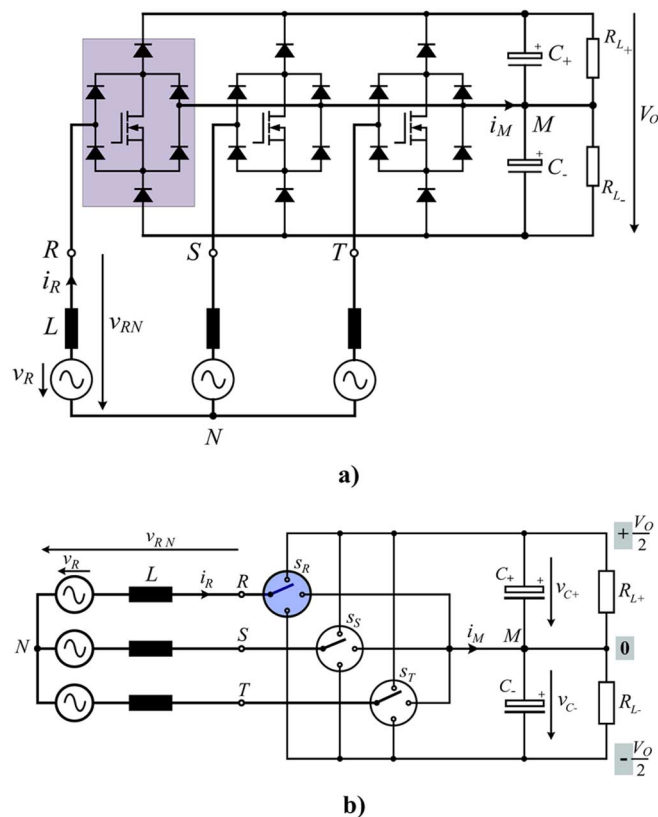 C+
RL+
iM
M
VO
C-
RL-
R
S
T
iR
L
vRN
vR
N
a)
vRN
+ VO/2
vR
L
iR
R
sR
C+
vC+
RL+
N
S
sS
iM
M
0
T
sT
C-
vC-
RL-
- VO/2
b)